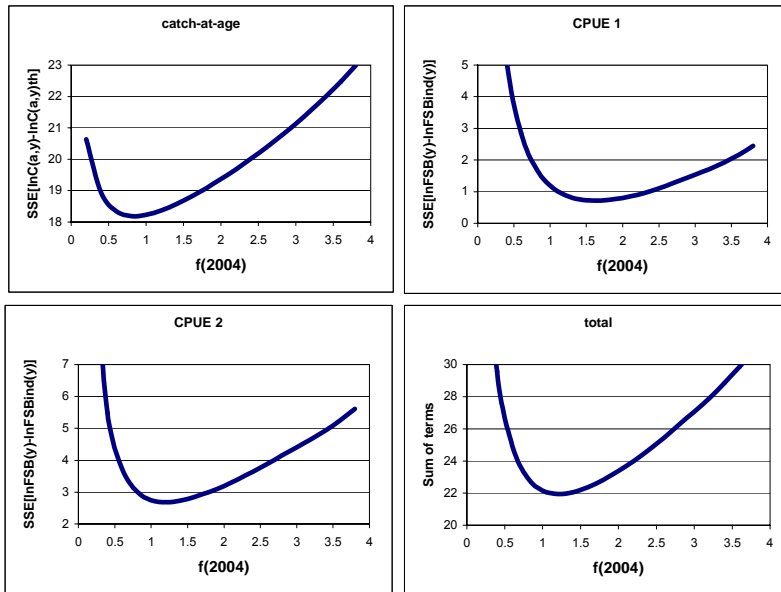 catch-at-age
SSE[lnC(a,y)-lnC(a,y)th]
23
22
21
20
19
18
0 0.5 1 1.5 2 2.5 3 3.5 4
f(2004)
CPUE 1
SSE[lnFSB(y)-lnFSBind(y)]
5
4
3
2
1
0
0 0.5 1 1.5 2 2.5 3 3.5 4
f(2004)
CPUE 2
SSE[lnFSB(y)-lnFSBind(y)]
7
6
5
4
3
2
0 0.5 1 1.5 2 2.5 3 3.5 4
f(2004)
total
Sum of terms
30
28
26
24
22
20
0 0.5 1 1.5 2 2.5 3 3.5 4
f(2004)